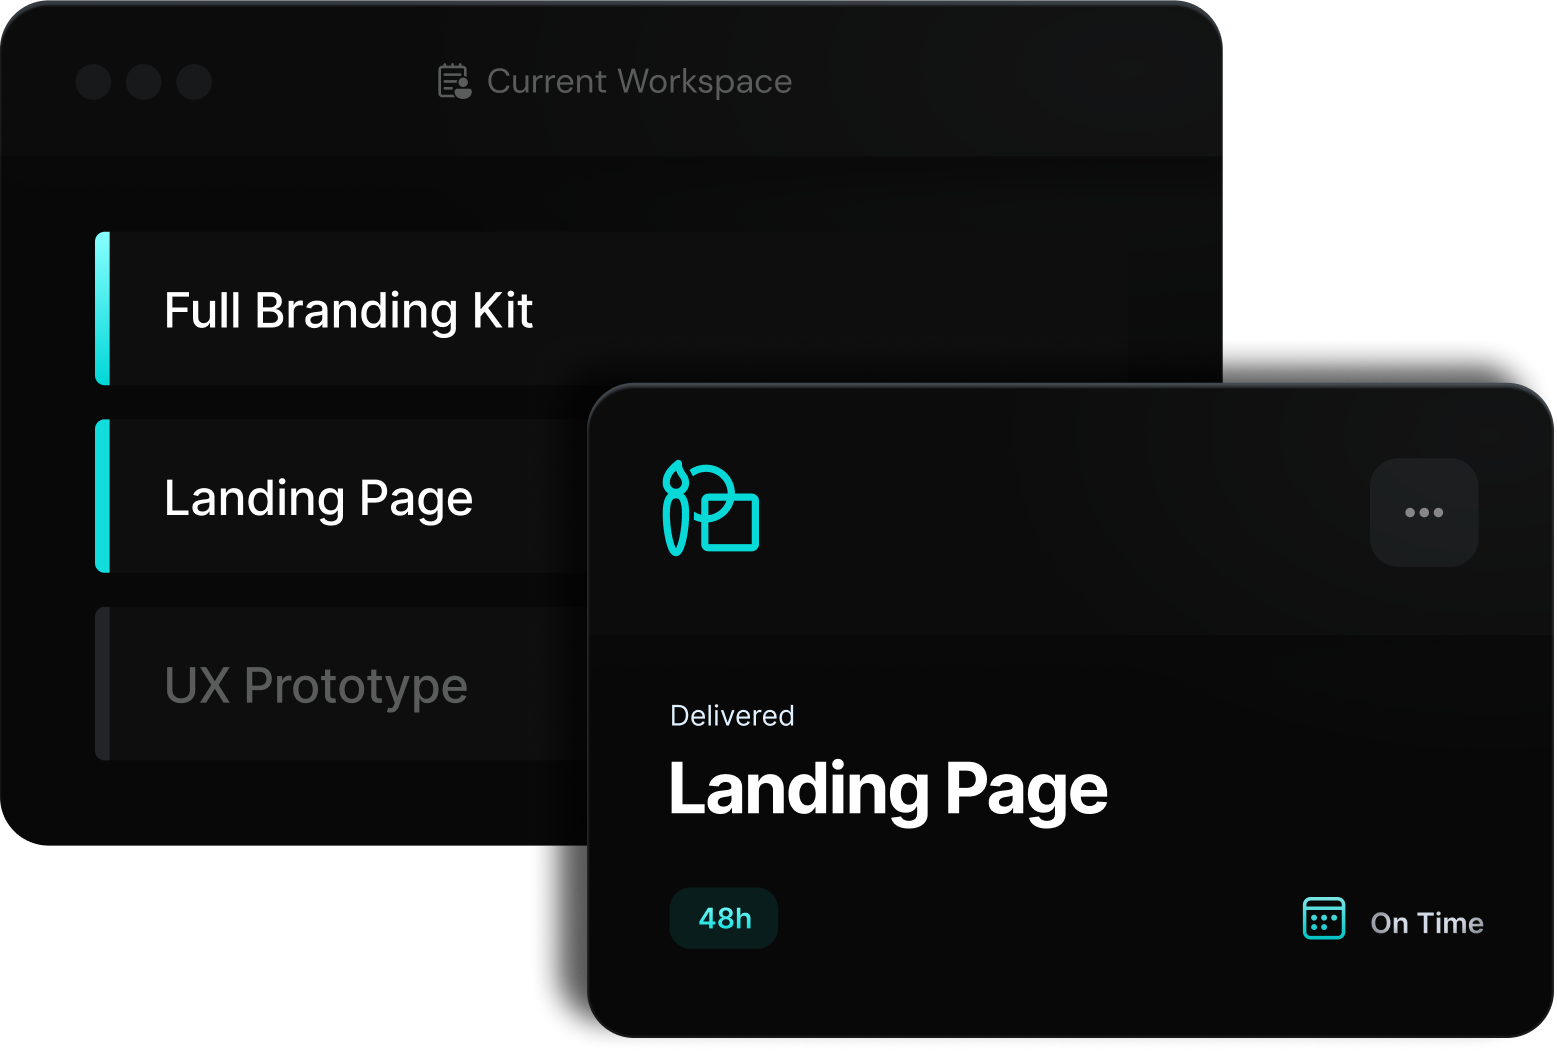 Current Workspace
Full Branding Kit
Landing Page
UX Prototype
Delivered
Landing Page
48h
On Time